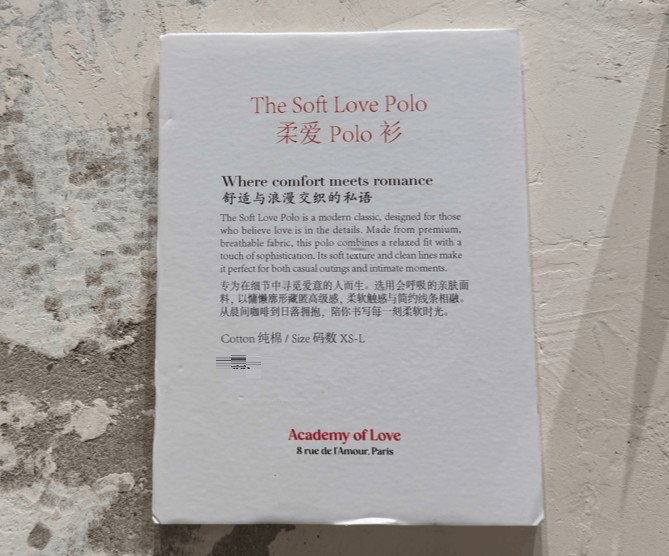 The Soft Love Polo
柔爱 Polo 衫
Where comfort meets romance
舒适与浪漫交织的私语
The Soft Love Polo is a modern classic, designed for those
who believe love is in the details. Made from premium,
breathable fabric, this polo combines a relaxed fit with a
touch of sophistication. Its soft texture and clean lines make
it perfect for both casual outings and intimate moments.
专为在细节中寻觅爱意的人而生。选用会呼吸的亲肤面
料，以慵懒廓形藏匿高级感，柔软触感与简约线条相融。
从晨间咖啡到日落拥抱，陪你书写每一刻柔软时光。
Cotton 纯棉 / Size 码数 XS-L
Academy of Love
8 rue de l'Amour, Paris